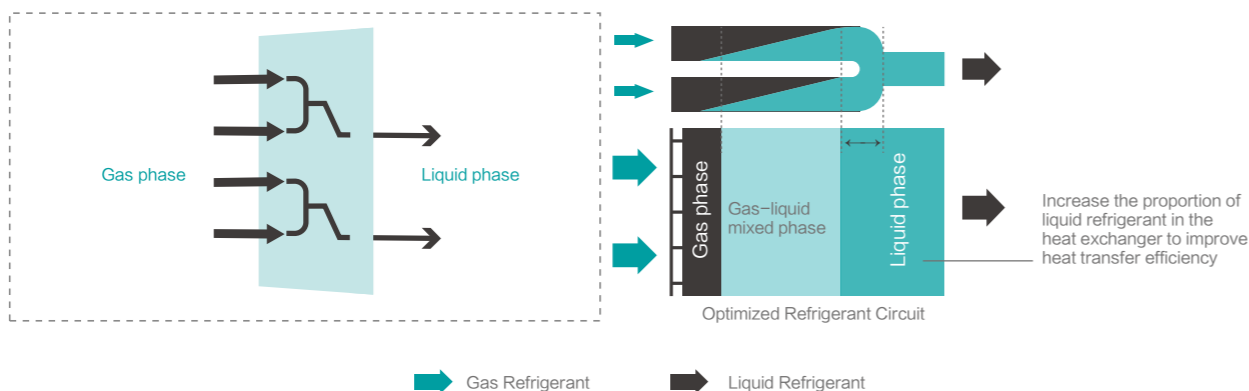 Gas phase
Liquid phase
Gas phase
Gas-liquid
mixed phase
Liquid phase
Increase the proportion of
liquid refrigerant in the
heat exchanger to improve
heat transfer efficiency
Optimized Refrigerant Circuit
Gas Refrigerant
Liquid Refrigerant